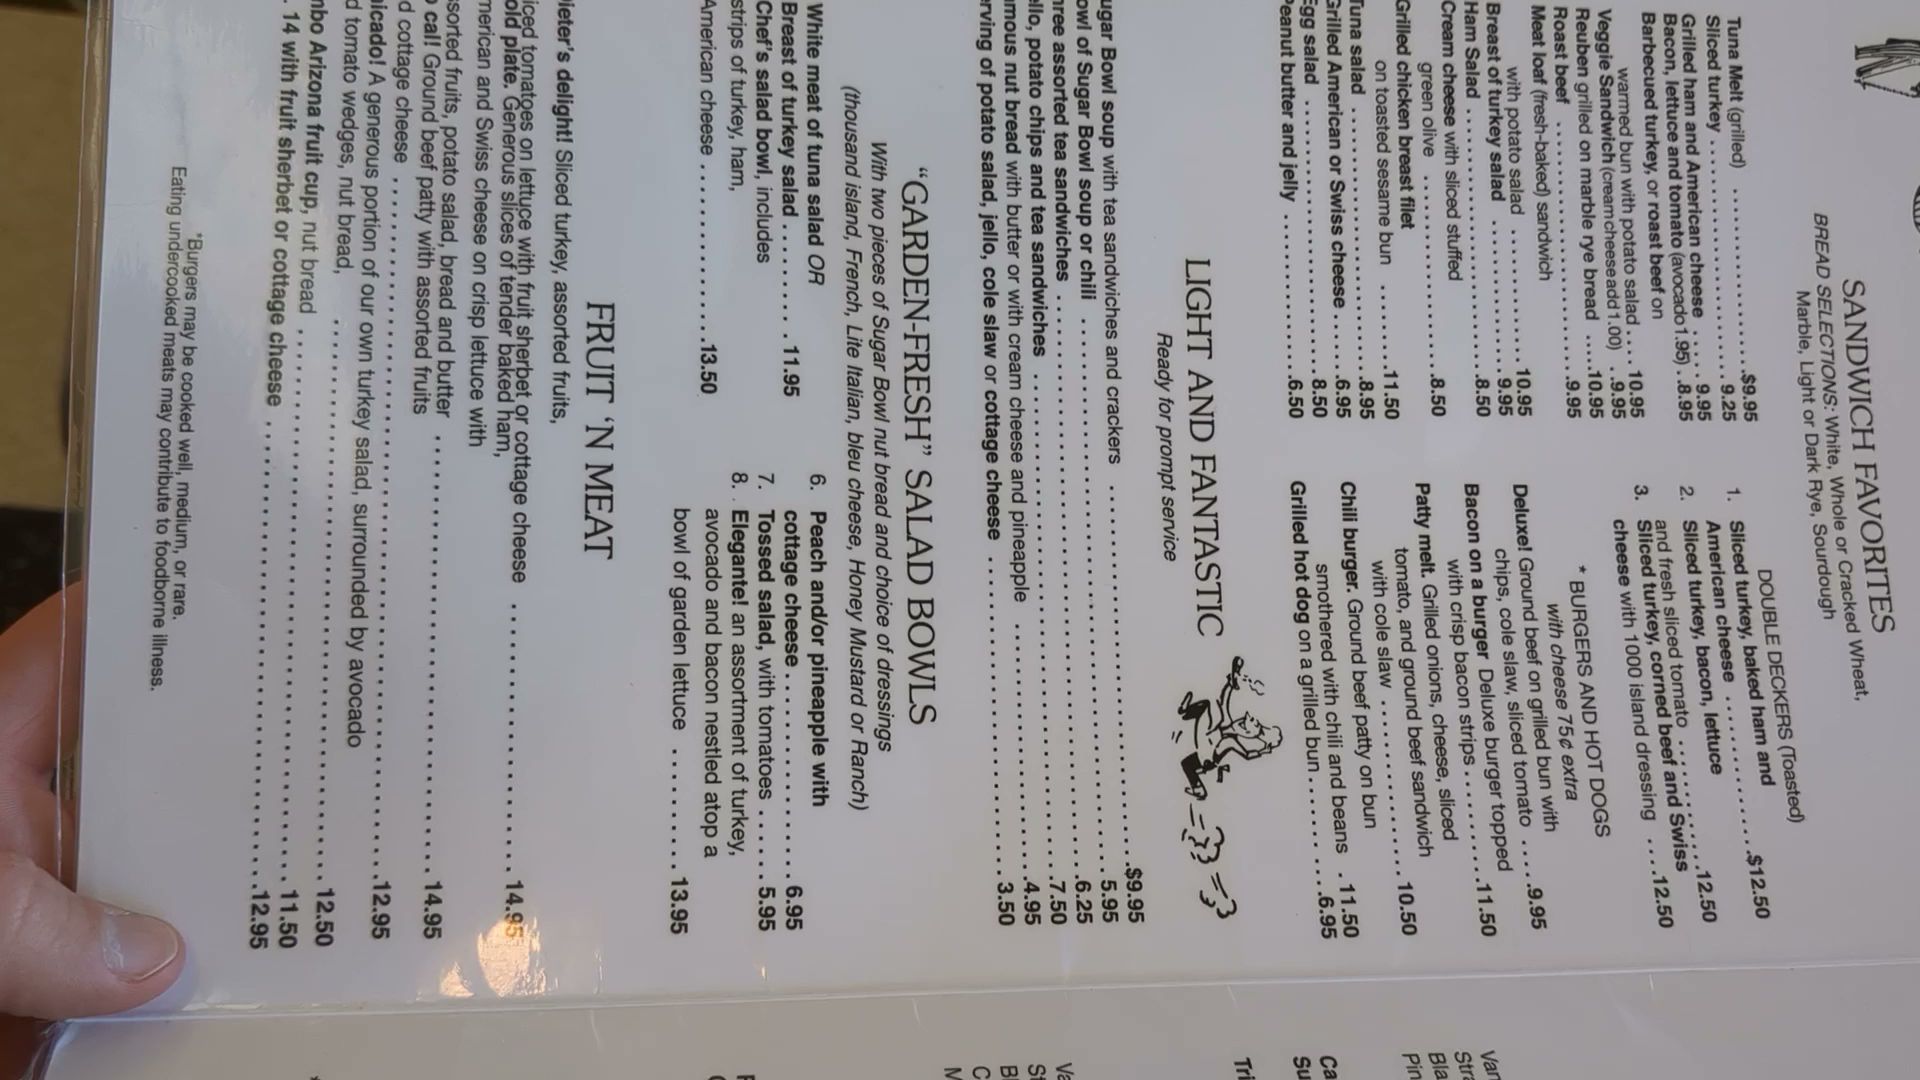 SANDWICH FAVORITES
BREAD SELECTIONS: White, Whole or Cracked Wheat,
Marble, Light or Dark Rye, Sourdough
Tuna Melt (grilled) ..........$9.95
Sliced turkey ..........9.25
Grilled ham and American cheese ....9.95
Bacon, lettuce and tomato (avocado 1.95) ..8.95
Barbecued turkey, or roast beef on
warmed bun with potato salad ....10.95
Veggie Sandwich (cream cheese add 1.00) ..9.95
Reuben grilled on marble rye bread .....10.95
Roast beef ..........9.95
Meat loaf (fresh-baked) sandwich
with potato salad ..........10.95
Breast of turkey salad ..........9.95
Ham Salad ..........8.50
Cream cheese with sliced stuffed
green olive ..........8.50
Grilled chicken breast filet
on toasted sesame bun ..........11.50
Tuna salad ..........8.95
Grilled American or Swiss cheese ......6.95
Egg salad ..........8.50
Peanut butter and jelly ..........6.50
DOUBLE DECKERS (Toasted)
1. Sliced turkey, baked ham and
American cheese ..........$12.50
2. Sliced turkey, bacon, lettuce
and fresh sliced tomato ..........12.50
3. Sliced turkey, corned beef and Swiss
cheese with 1000 island dressing ....12.50
* BURGERS AND HOT DOGS
with cheese 75¢ extra
Deluxe! Ground beef on grilled bun with
chips, cole slaw, sliced tomato .....9.95
Bacon on a burger Deluxe burger topped
with crisp bacon strips ..........11.50
Patty melt. Grilled onions, cheese, sliced
tomato, and ground beef sandwich
with cole slaw ..........10.50
Chili burger. Ground beef patty on bun
smothered with chili and beans .11.50
Grilled hot dog on a grilled bun ........6.95
LIGHT AND FANTASTIC
Ready for prompt service
Bowl soup with tea sandwiches and crackers ..........$9.95
of Sugar Bowl soup or chili ..........5.95
assorted tea sandwiches ..........6.25
potato chips and tea sandwiches ..........7.50
nut bread with butter or with cream cheese and pineapple ..........4.95
of potato salad, jello, cole slaw or cottage cheese ..........3.50
"GARDEN-FRESH" SALAD BOWLS
With two pieces of Sugar Bowl nut bread and choice of dressings
(thousand island, French, Lite Italian, bleu cheese, Honey Mustard or Ranch)
White meat of tuna salad OR
Breast of turkey salad ..........11.95
Chef's salad bowl, includes
strips of turkey, ham,
American cheese ..........13.50
6. Peach and/or pineapple with
cottage cheese ..........6.95
7. Tossed salad, with tomatoes .....5.95
8. Elegante! an assortment of turkey,
avocado and bacon nestled atop a
bowl of garden lettuce ..........13.95
FRUIT 'N MEAT
delight! Sliced turkey, assorted fruits,
tomatoes on lettuce with fruit sherbet or cottage cheese ..........14.95
plate. Generous slices of tender baked ham,
American and Swiss cheese on crisp lettuce with
assorted fruits, potato salad, bread and butter ..........14.95
cal! Ground beef patty with assorted fruits
cottage cheese ..........12.95
A generous portion of our own turkey salad, surrounded by avocado
tomato wedges, nut bread, ..........12.50
Arizona fruit cup, nut bread ..........11.50
14 with fruit sherbet or cottage cheese ..........12.95
*Burgers may be cooked well, medium, or rare.
Eating undercooked meats may contribute to foodborne illness.